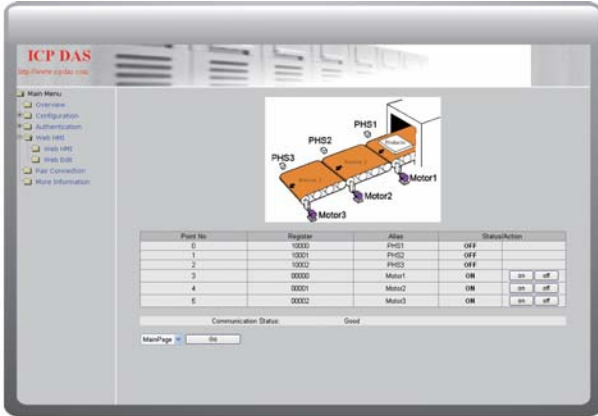 ICP DAS
http://www.icpdas.com
Main Menu
Overview
Configuration
Authentication
Web HMI
Web HMI
Web Edit
Pair Connection
More Information
PHS1
PHS2
PHS3
Products
Motor1
Motor2
Motor3
Point No Register Alias Status/Action
0 10000 PHS1 OFF
1 10001 PHS2 OFF
2 10002 PHS3 OFF
3 00000 Motor1 ON on off
4 00001 Motor2 ON on off
5 00002 Motor3 ON on off
Communication Status: Good
MainPage Go